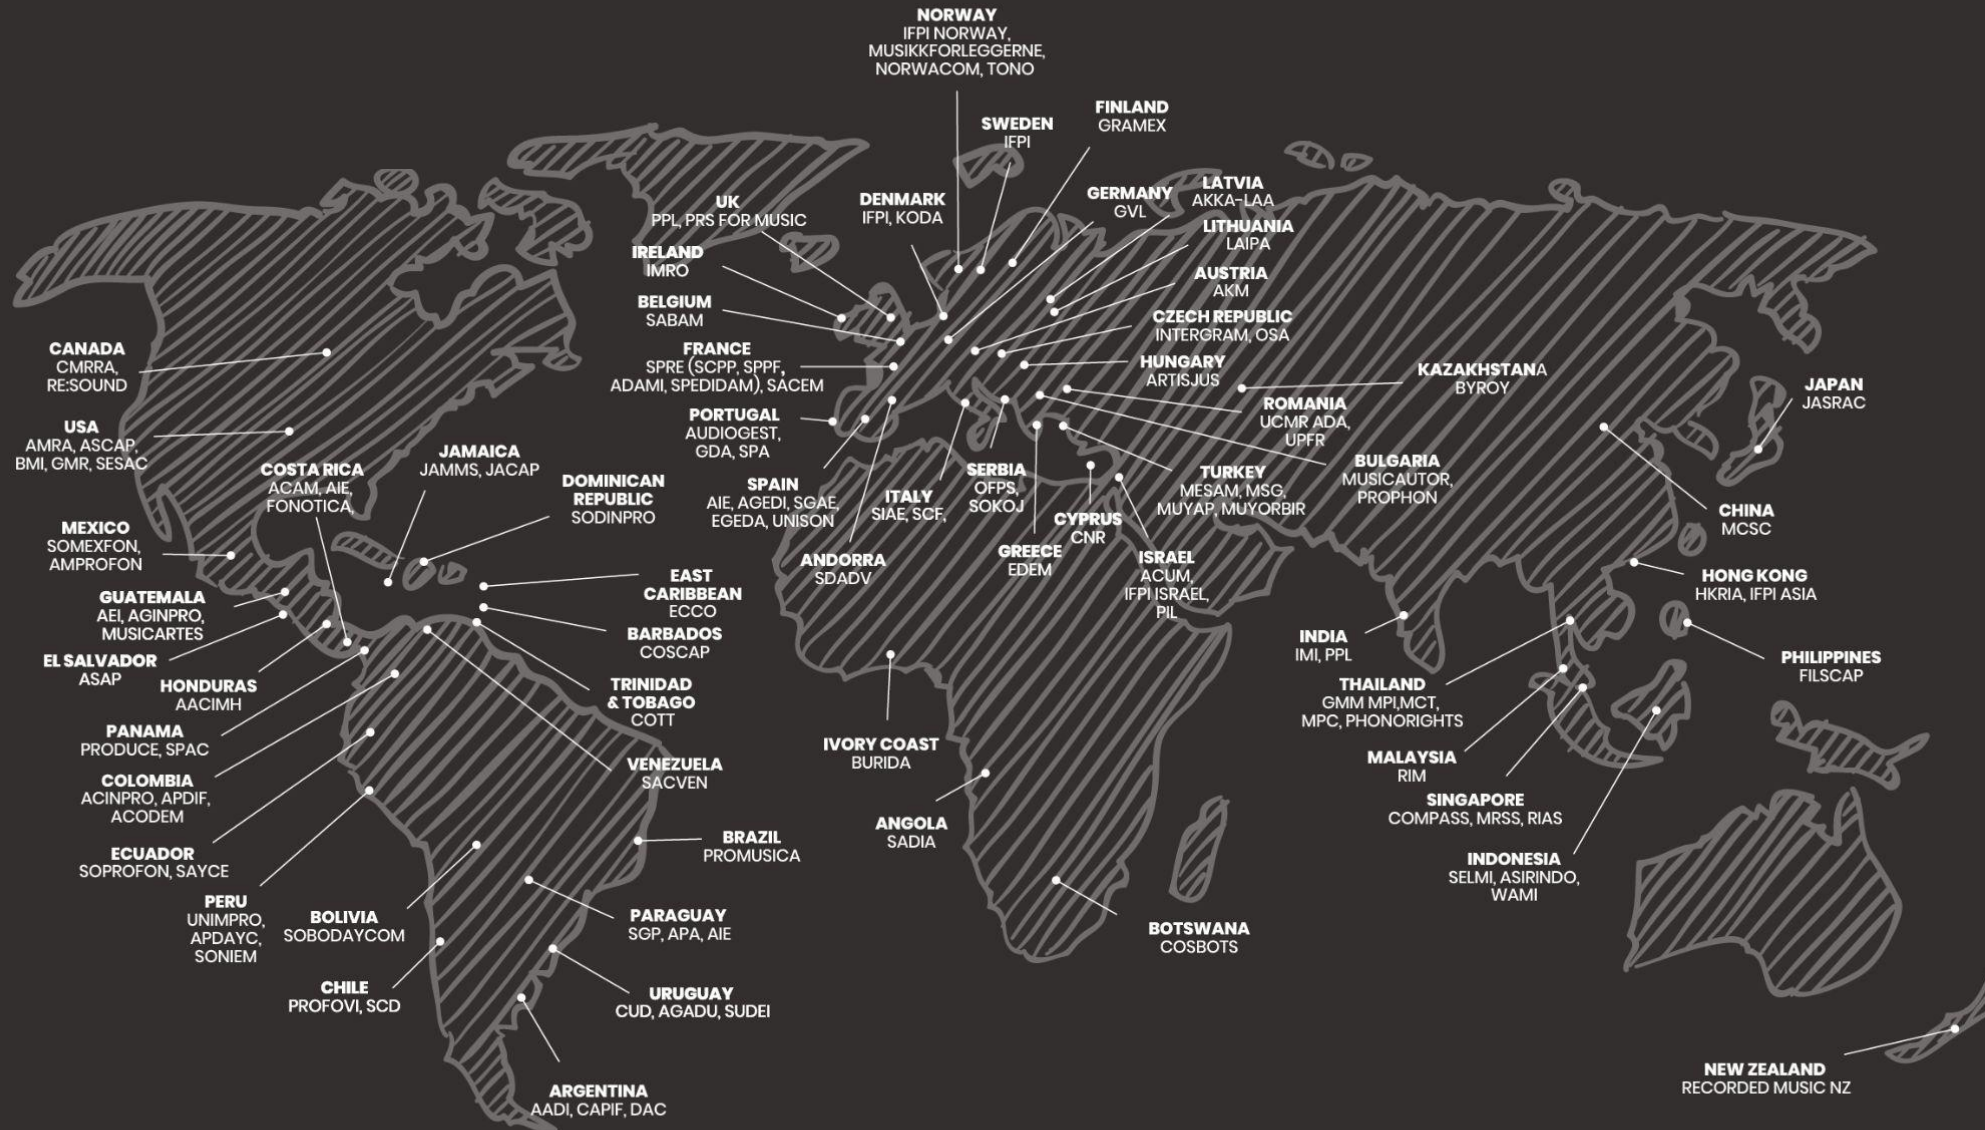 NORWAY
IFPI NORWAY,
MUSIKKFORLEGGERNE,
NORWACOM, TONO
FINLAND
GRAMEX
SWEDEN
IFPI
UK
PPL, PRS FOR MUSIC
DENMARK
IFPI, KODA
GERMANY
GVL
LATVIA
AKKA-LAA
LITHUANIA
LAIPA
IRELAND
IMRO
AUSTRIA
AKM
BELGIUM
SABAM
CZECH REPUBLIC
INTERGRAM, OSA
FRANCE
SPRE (SCPP, SPPF,
ADAMI, SPEDIDAM), SACEM
HUNGARY
ARTISJUS
KAZAKHSTANA
BYROY
JAPAN
JASRAC
CANADA
CMRRA,
RE:SOUND
PORTUGAL
AUDIOGEST,
GDA, SPA
ROMANIA
UCMR ADA,
UPFR
USA
AMRA, ASCAP,
BMI, GMR, SESAC
JAMAICA
JAMMS, JACAP
COSTA RICA
ACAM, AIE,
FONOTICA,
DOMINICAN
REPUBLIC
SODINPRO
SPAIN
AIE, AGEDI, SGAE,
EGEDA, UNISON
ITALY
SIAE, SCF,
SERBIA
OFPS,
SOKOJ
TURKEY
MESAM, MSG,
MUYAP, MUYORBIR
BULGARIA
MUSICAUTOR,
PROPHON
CHINA
MCSC
MEXICO
SOMEXFON,
AMPROFON
CYPRUS
CNR
GREECE
EDEM
ANDORRA
SDADV
ISRAEL
ACUM,
IFPI ISRAEL,
PIL
EAST
CARIBBEAN
ECCO
HONG KONG
HKRIA, IFPI ASIA
GUATEMALA
AEI, AGINPRO,
MUSICARTES
BARBADOS
COSCAP
INDIA
IMI, PPL
EL SALVADOR
ASAP
HONDURAS
AACIMH
TRINIDAD
& TOBAGO
COTT
THAILAND
GMM MPI,MCT,
MPC, PHONORIGHTS
PHILIPPINES
FILSCAP
PANAMA
PRODUCE, SPAC
IVORY COAST
BURIDA
VENEZUELA
SACVEN
MALAYSIA
RIM
COLOMBIA
ACINPRO, APDIF,
ACODEM
SINGAPORE
COMPASS, MRSS, RIAS
ANGOLA
SADIA
BRAZIL
PROMUSICA
ECUADOR
SOPROFON, SAYCE
INDONESIA
SELMI, ASIRINDO,
WAMI
PERU
UNIMPRO,
APDAYC,
SONIEM
BOLIVIA
SOBODAYCOM
PARAGUAY
SGP, APA, AIE
BOTSWANA
COSBOTS
CHILE
PROFOVI, SCD
URUGUAY
CUD, AGADU, SUDEI
NEW ZEALAND
RECORDED MUSIC NZ
ARGENTINA
AADI, CAPIF, DAC